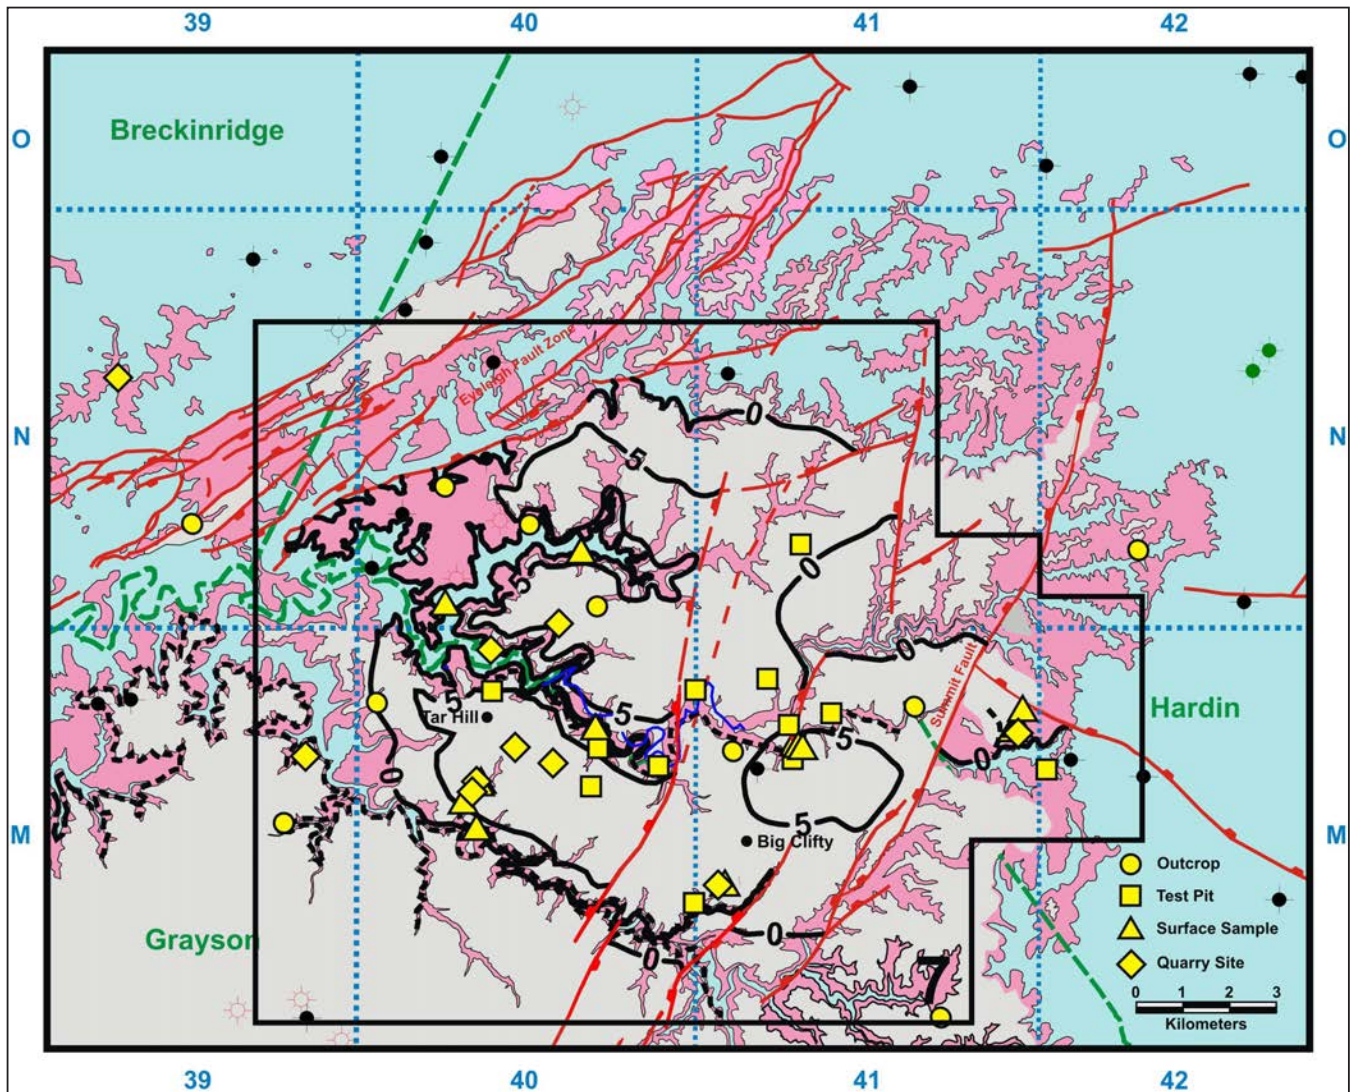 39 40 41 42
O Breckinridge O
Eveleigh Fault Zone
N 0 N
5
0
0
Summit Fault
Hardin
Tar Hill 5 5 5
0 0
M 5 M
Big Clifty
Outcrop
Test Pit
Surface Sample
Quarry Site
Grayson 0 0 7
0 1 2 3
Kilometers
39 40 41 42